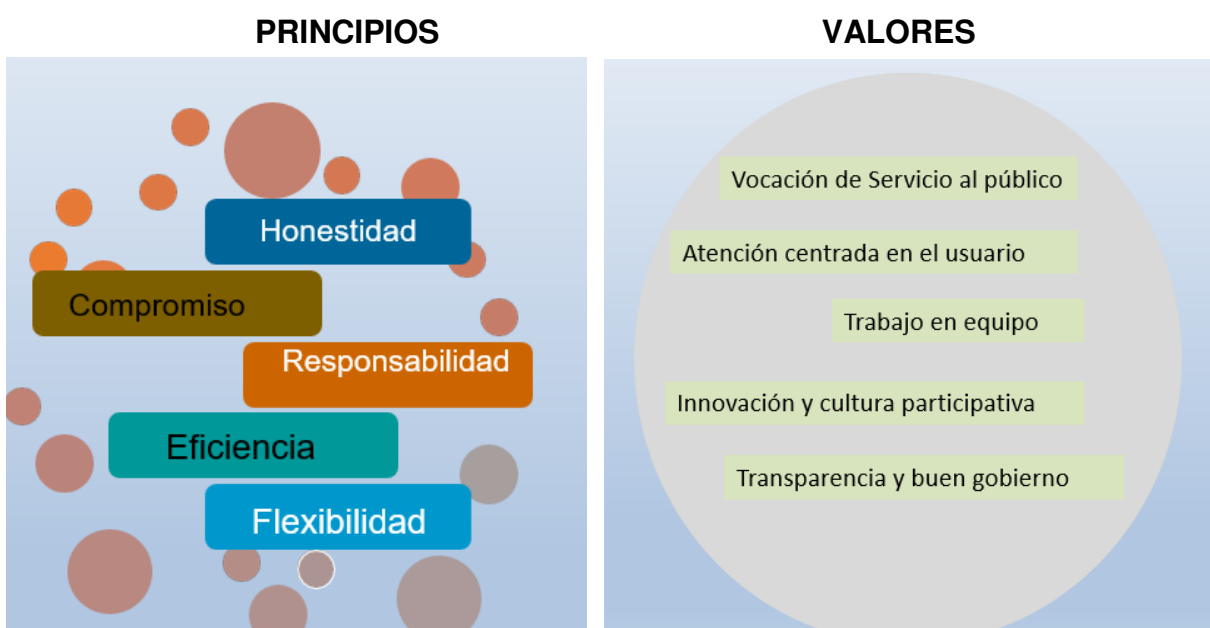 PRINCIPIOS
Honestidad
Compromiso
Responsabilidad
Eficiencia
Flexibilidad
VALORES
Vocación de Servicio al público
Atención centrada en el usuario
Trabajo en equipo
Innovación y cultura participativa
Transparencia y buen gobierno